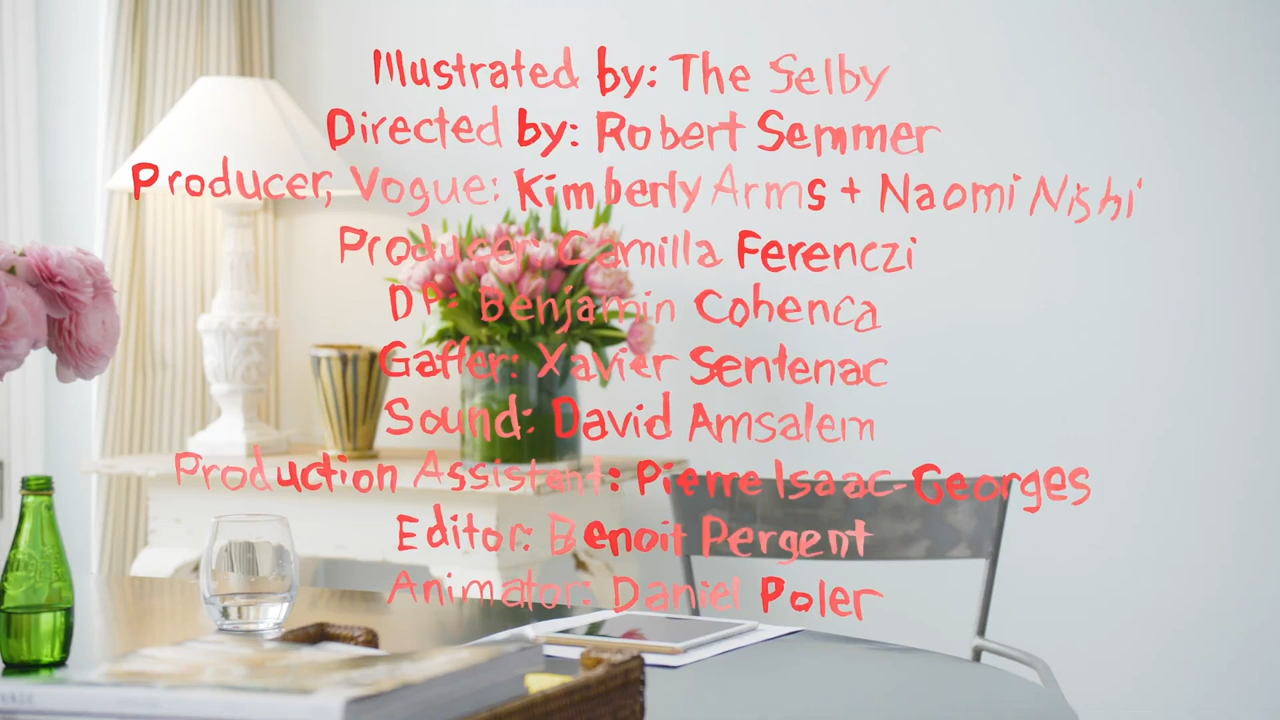 Illustrated by: The Selby
Directed by: Robert Semmer
Producer, Vogue: Kimberly Arms + Naomi Nishi
Producer: Camilla Ferenczi
DP: Benjamin Cohenca
Gaffer: Xavier Sentenac
Sound: David Amsalem
Production Assistant: Pierre Isaac-Georges
Editor: Benoit Pergent
Animator: Daniel Poler